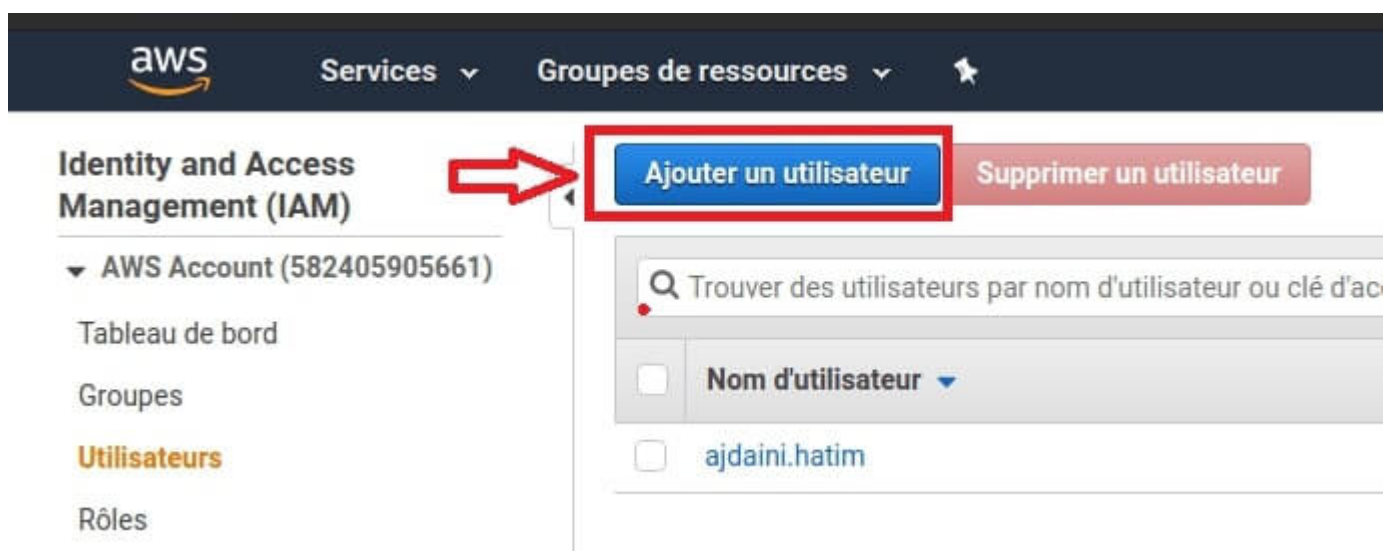 aws Services Groupes de ressources
Identity and Access
Management (IAM)
AWS Account (582405905661)
Tableau de bord
Groupes
Utilisateurs
Rôles
Ajouter un utilisateur Supprimer un utilisateur
Trouver des utilisateurs par nom d'utilisateur ou clé d'acc
Nom d'utilisateur
ajdaini.hatim